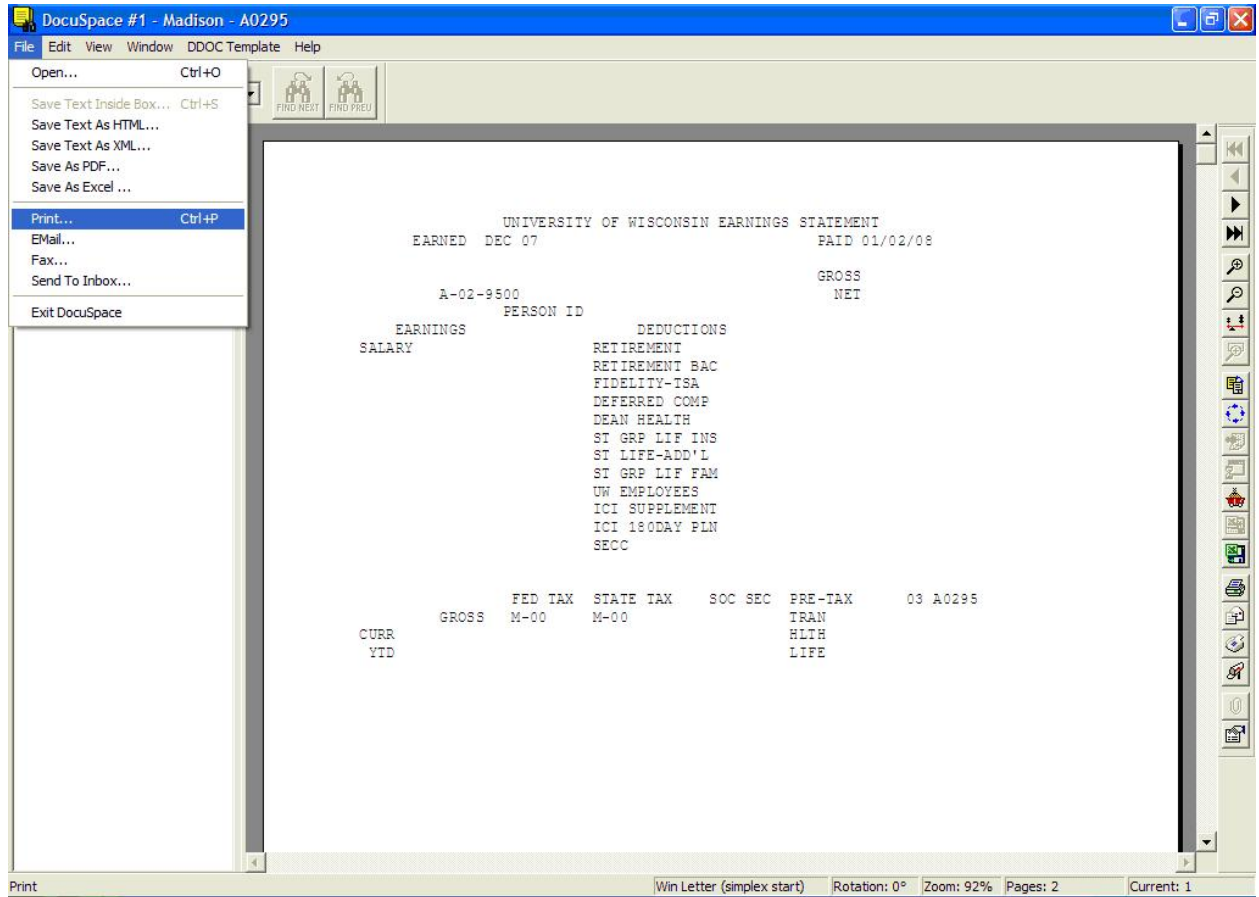 DocuSpace #1 - Madison - A0295
File Edit View Window DDOC Template Help
Open... Ctrl+O
Save Text Inside Box... Ctrl+S
Save Text As HTML...
Save Text As XML...
Save As PDF...
Save As Excel ...
Print... Ctrl+P
EMail...
Fax...
Send To Inbox...
Exit DocuSpace
FIND NEXT FIND PREV
UNIVERSITY OF WISCONSIN EARNINGS STATEMENT
EARNED DEC 07 PAID 01/02/08
GROSS
A-02-9500 NET
PERSON ID
EARNINGS DEDUCTIONS
SALARY RETIREMENT
RETIREMENT BAC
FIDELITY-TSA
DEFERRED COMP
DEAN HEALTH
ST GRP LIF INS
ST LIFE-ADD'L
ST GRP LIF FAM
UW EMPLOYEES
ICI SUPPLEMENT
ICI 180DAY PLN
SECC
FED TAX STATE TAX SOC SEC PRE-TAX 03 A0295
GROSS M-00 M-00 TRAN
CURR HLTH
YTD LIFE
Print Win Letter (simplex start) Rotation: 0° Zoom: 92% Pages: 2 Current: 1